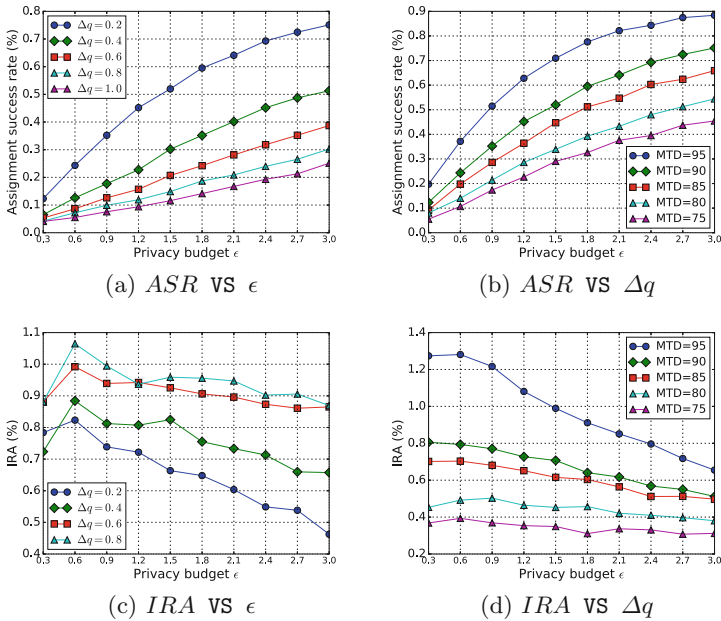 Assignment success rate (%)
0.8
0.7
0.6
0.5
0.4
0.3
0.2
0.1
0.0
Δq = 0.2
Δq = 0.4
Δq = 0.6
Δq = 0.8
Δq = 1.0
0.3 0.6 0.9 1.2 1.5 1.8 2.1 2.4 2.7 3.0
Privacy budget ϵ
(a) ASR VS ϵ
Assignment success rate (%)
0.9
0.8
0.7
0.6
0.5
0.4
0.3
0.2
0.1
0.0
MTD=95
MTD=90
MTD=85
MTD=80
MTD=75
0.3 0.6 0.9 1.2 1.5 1.8 2.1 2.4 2.7 3.0
Privacy budget ϵ
(b) ASR VS Δq
IRA (%)
1.1
1.0
0.9
0.8
0.7
0.6
0.5
0.4
Δq = 0.2
Δq = 0.4
Δq = 0.6
Δq = 0.8
0.3 0.6 0.9 1.2 1.5 1.8 2.1 2.4 2.7 3.0
Privacy budget ϵ
(c) IRA VS ϵ
IRA (%)
1.4
1.2
1.0
0.8
0.6
0.4
0.2
MTD=95
MTD=90
MTD=85
MTD=80
MTD=75
0.3 0.6 0.9 1.2 1.5 1.8 2.1 2.4 2.7 3.0
Privacy budget ϵ
(d) IRA VS Δq